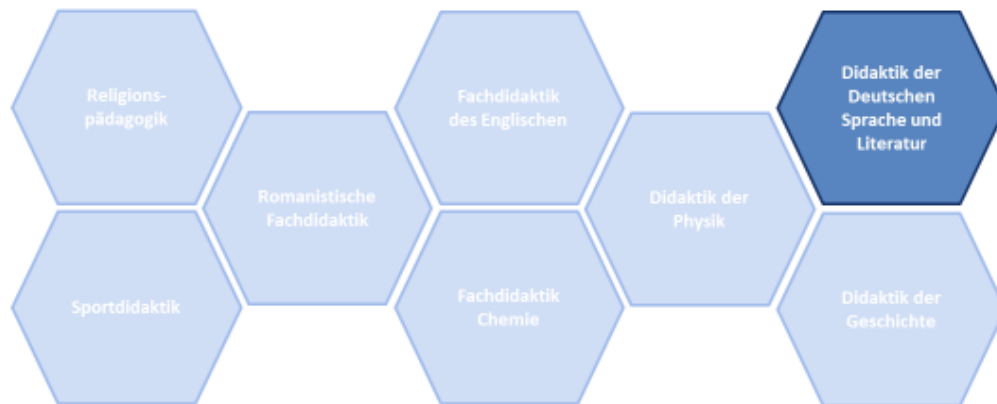 Religions-
pädagogik
Fachdidaktik
des Englischen
Didaktik der
Deutschen
Sprache und
Literatur
Romanistische
Fachdidaktik
Didaktik der
Physik
Sportdidaktik
Fachdidaktik
Chemie
Didaktik der
Geschichte